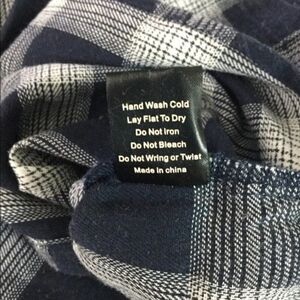 Hand Wash Cold
Lay Flat To Dry
Do Not Iron
Do Not Bleach
Do Not Wring or Twist
Made in china